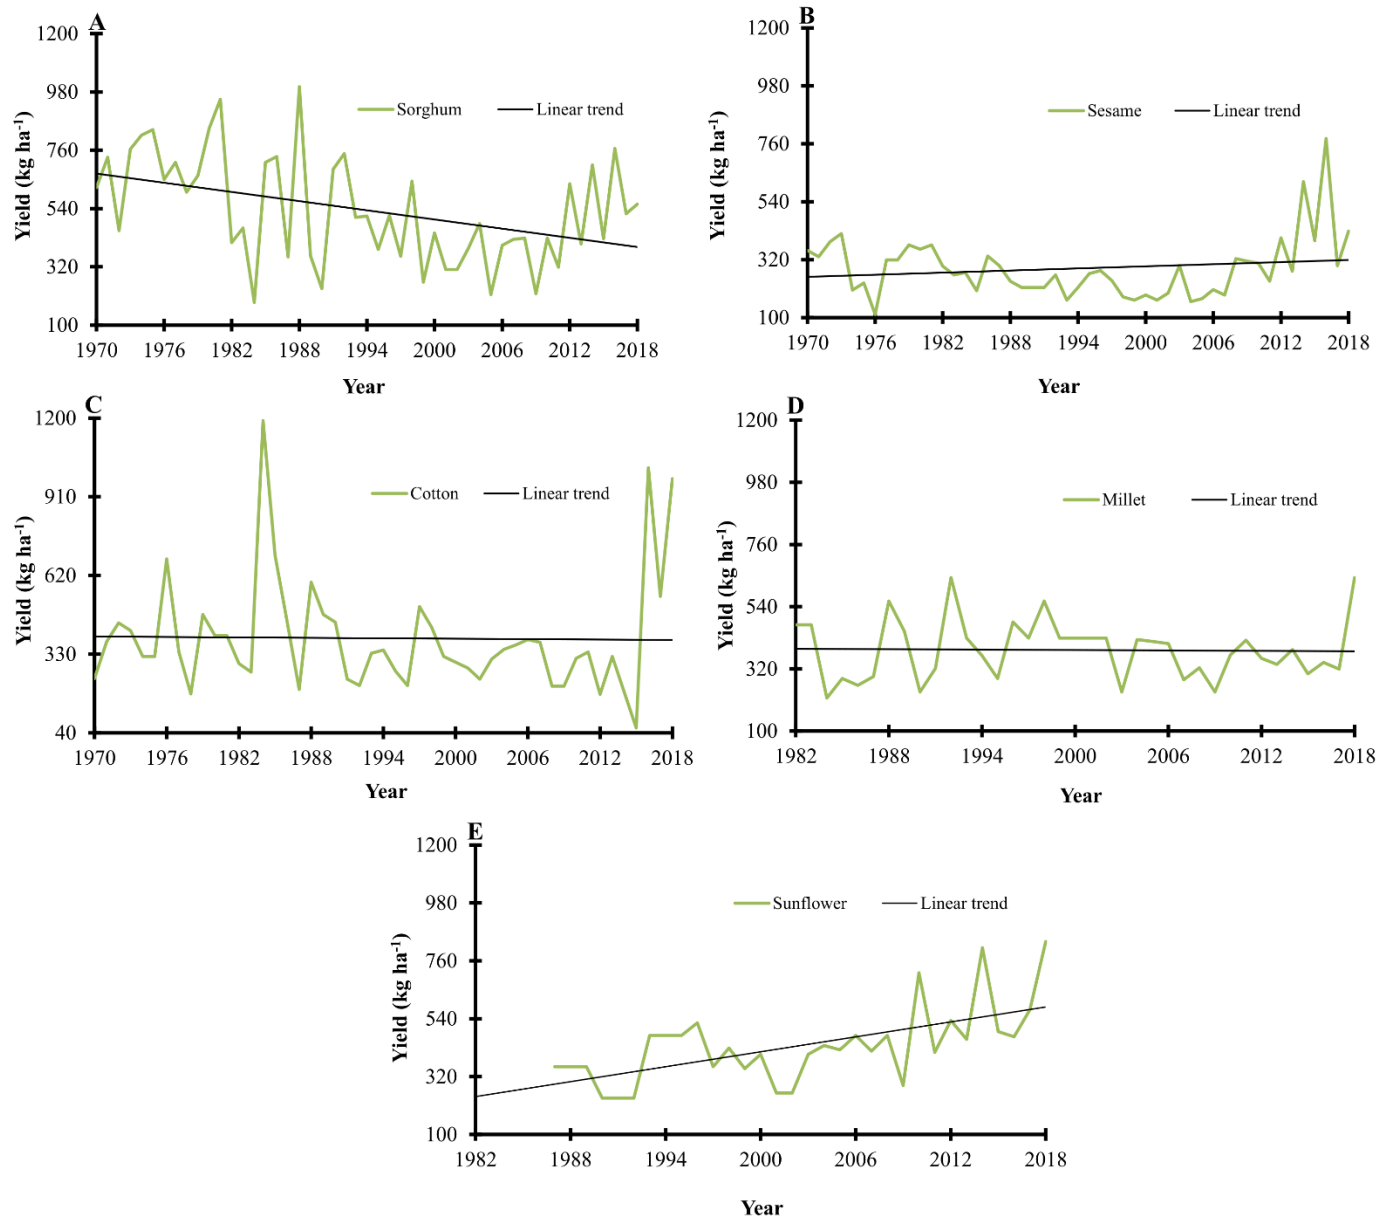 A
1200
980
760
540
320
100
Yield (kg ha-1)
Sorghum
Linear trend
1970 1976 1982 1988 1994 2000 2006 2012 2018
Year
B
1200
980
760
540
320
100
Yield (kg ha-1)
Sesame
Linear trend
1970 1976 1982 1988 1994 2000 2006 2012 2018
Year
C
1200
910
620
330
40
Yield (kg ha-1)
Cotton
Linear trend
1970 1976 1982 1988 1994 2000 2006 2012 2018
Year
D
1200
980
760
540
320
100
Yield (kg ha-1)
Millet
Linear trend
1982 1988 1994 2000 2006 2012 2018
Year
E
1200
980
760
540
320
100
Yield (kg ha-1)
Sunflower
Linear trend
1982 1988 1994 2000 2006 2012 2018
Year